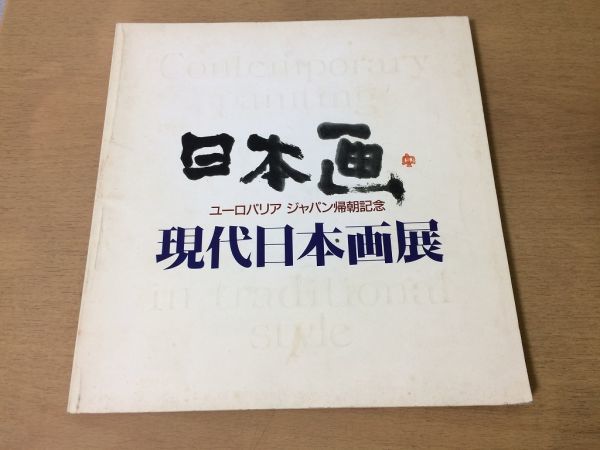 Contemporary
painting
日本画
ユーロパリア ジャパン帰朝記念
現代日本画展
in traditional
style